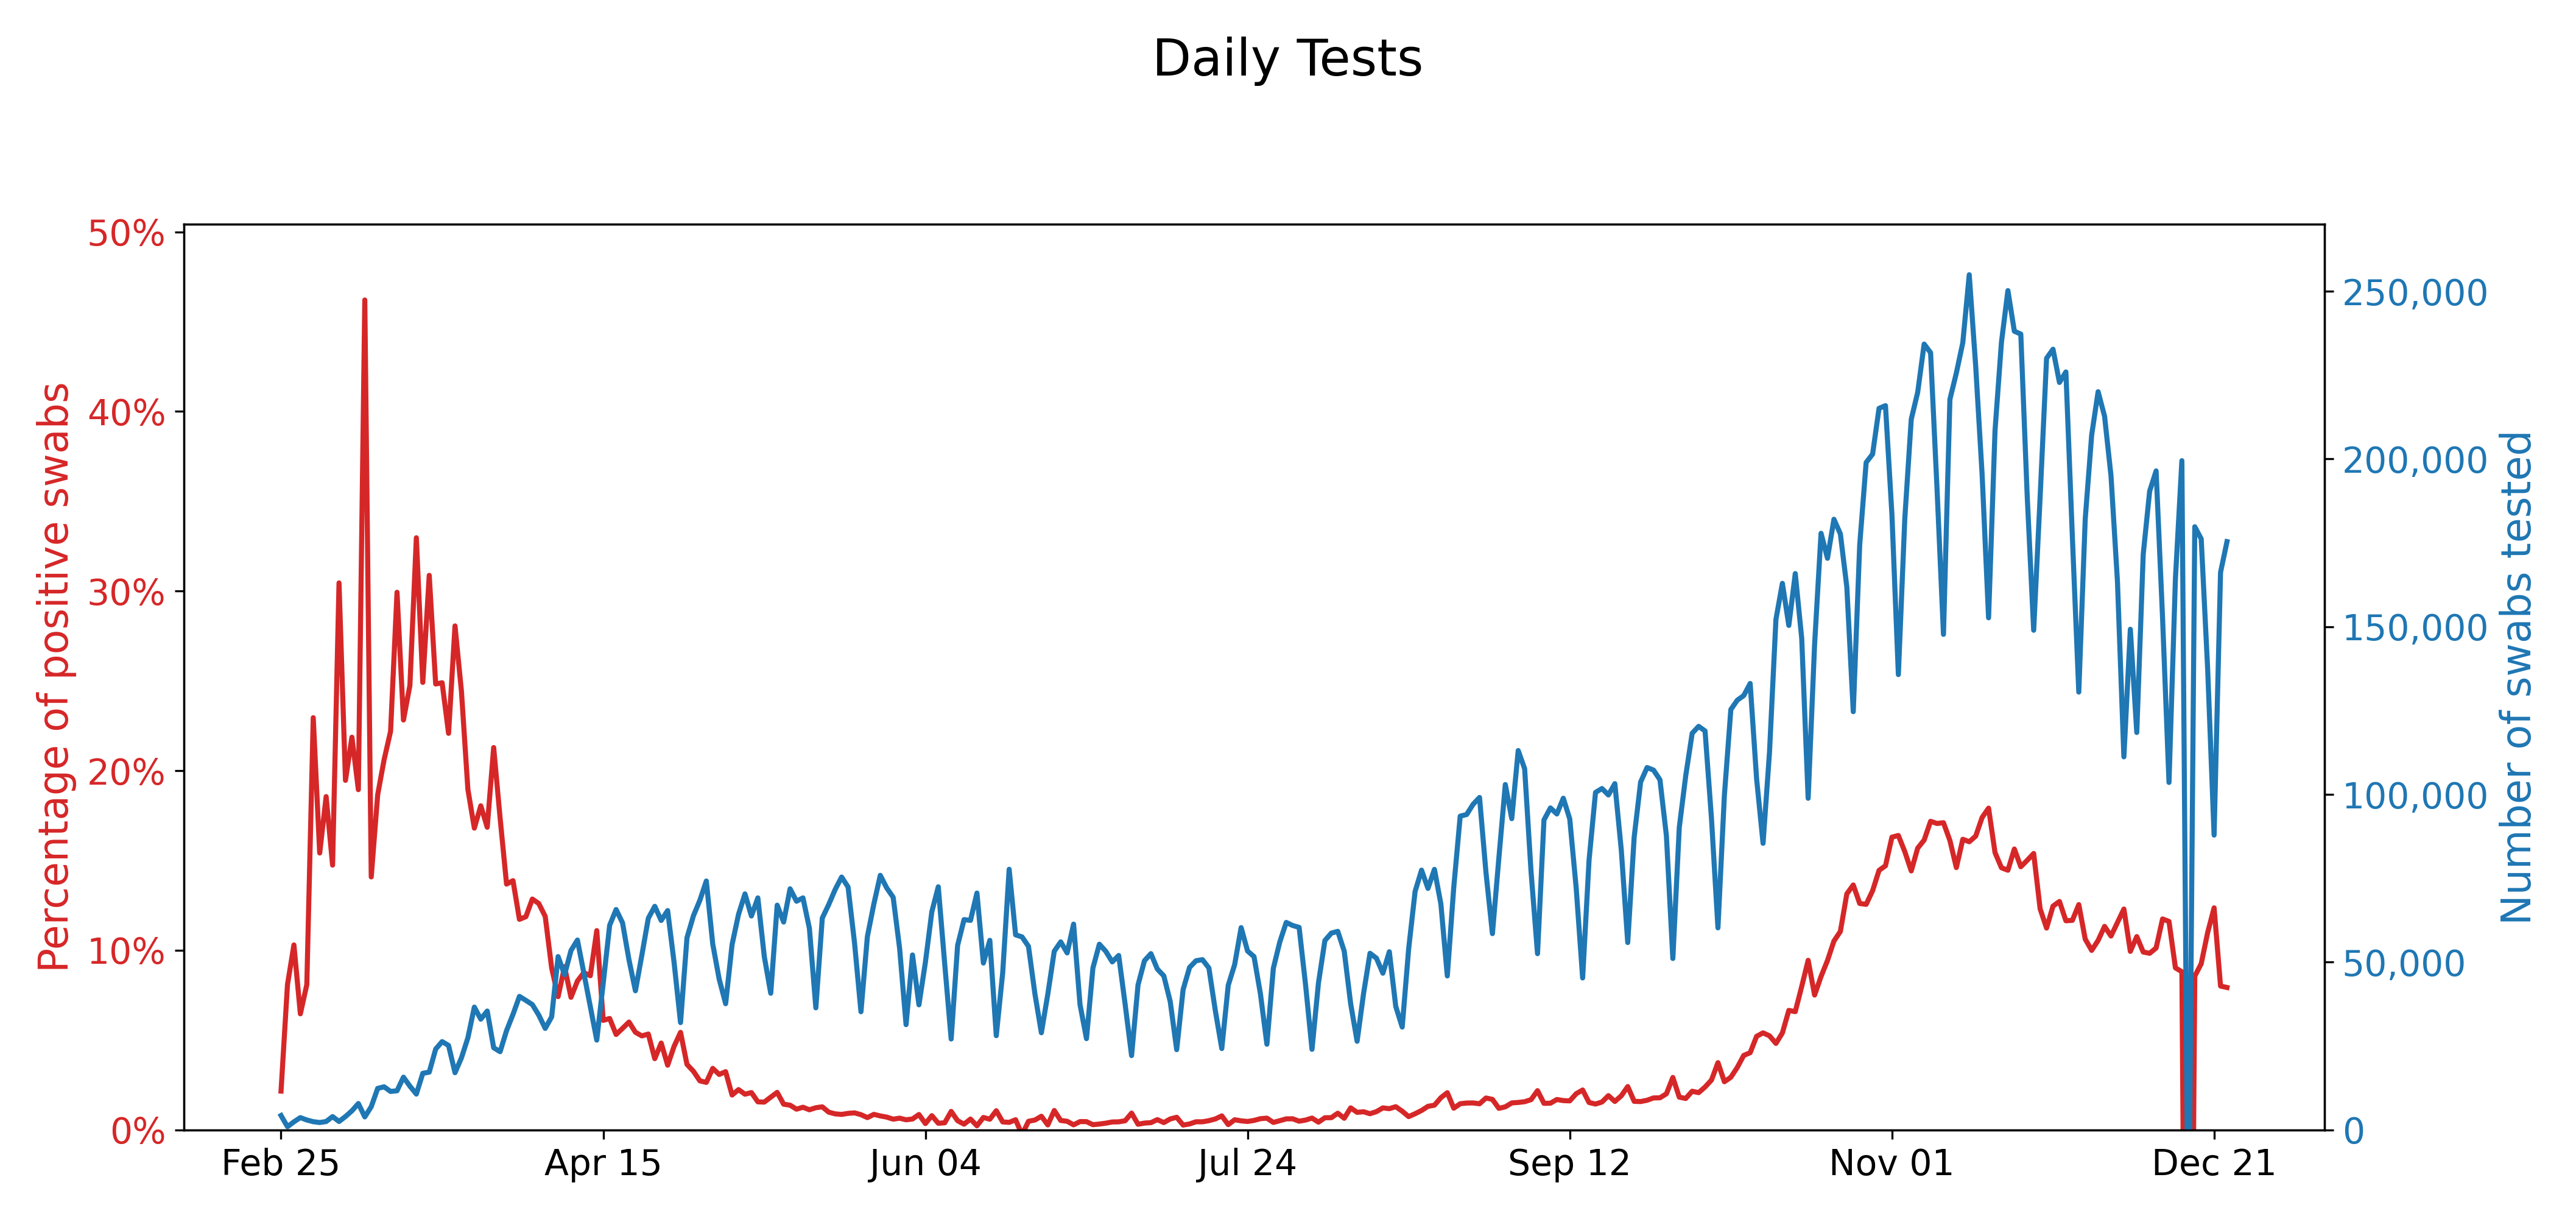 Daily Tests
Percentage of positive swabs
50%
40%
30%
20%
10%
0%
Number of swabs tested
250,000
200,000
150,000
100,000
50,000
0
Feb 25
Apr 15
Jun 04
Jul 24
Sep 12
Nov 01
Dec 21